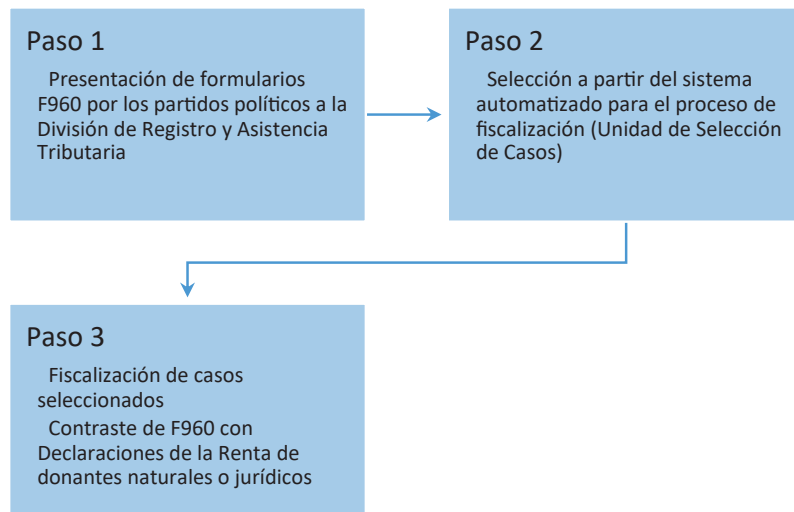 Paso 1
Presentación de formularios
F960 por los partidos políticos a la
División de Registro y Asistencia
Tributaria
Paso 2
Selección a partir del sistema
automatizado para el proceso de
fiscalización (Unidad de Selección
de Casos)
Paso 3
Fiscalización de casos
seleccionados
Contraste de F960 con
Declaraciones de la Renta de
donantes naturales o jurídicos